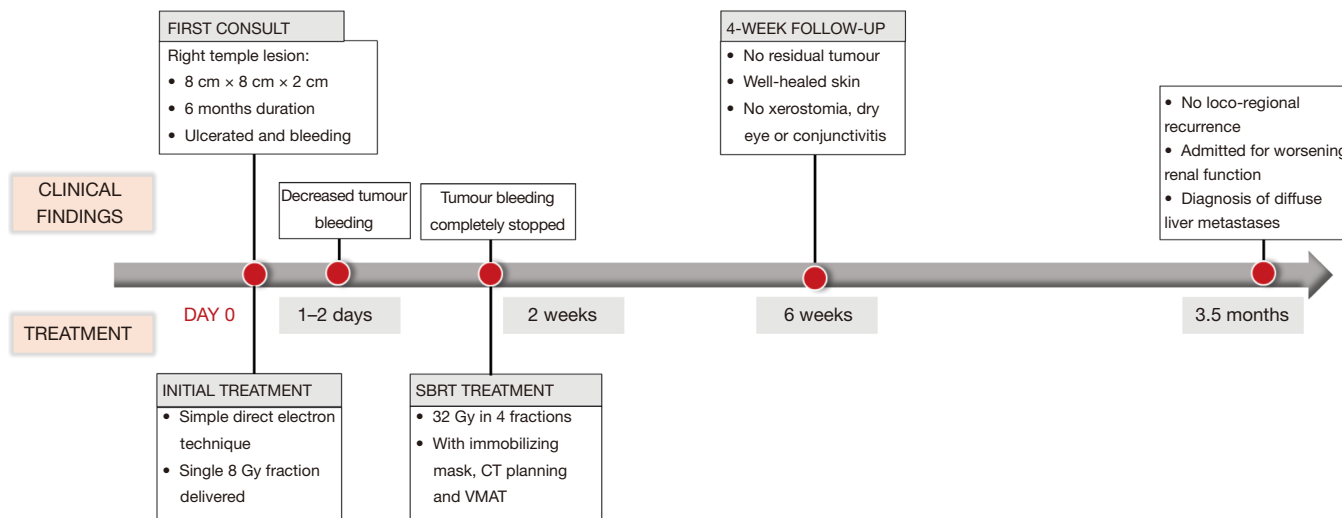 FIRST CONSULT
Right temple lesion:
• 8 cm × 8 cm × 2 cm
• 6 months duration
• Ulcerated and bleeding
4-WEEK FOLLOW-UP
• No residual tumour
• Well-healed skin
• No xerostomia, dry
eye or conjunctivitis
• No loco-regional
recurrence
• Admitted for worsening
renal function
• Diagnosis of diffuse
liver metastases
CLINICAL
FINDINGS
Decreased tumour
bleeding
Tumour bleeding
completely stopped
TREATMENT
DAY 0
1–2 days
2 weeks
6 weeks
3.5 months
INITIAL TREATMENT
• Simple direct electron
technique
• Single 8 Gy fraction
delivered
SBRT TREATMENT
• 32 Gy in 4 fractions
• With immobilizing
mask, CT planning
and VMAT